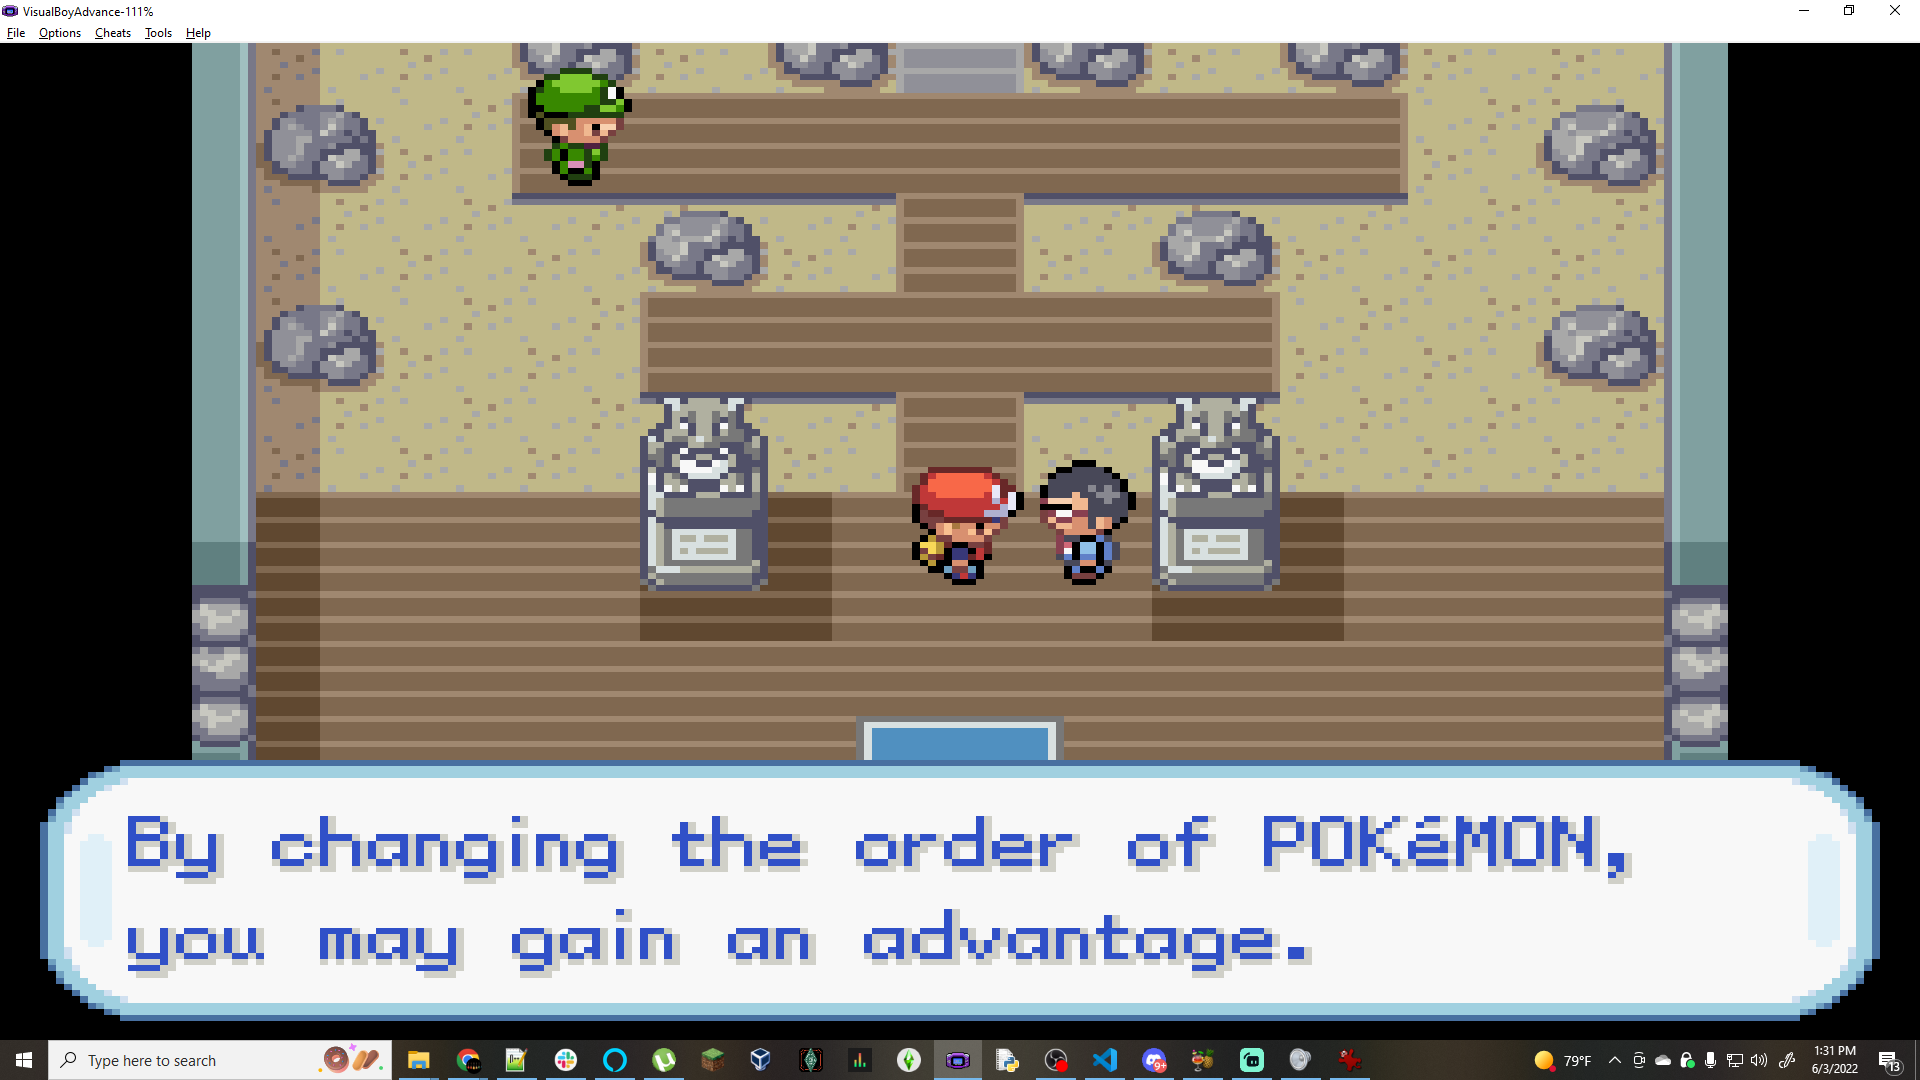 VisualBoyAdvance-111%
File Options Cheats Tools Help
By changing the order of POKéMON,
you may gain an advantage.
Type here to search
9+
79°F
1:31 PM
6/3/2022
13